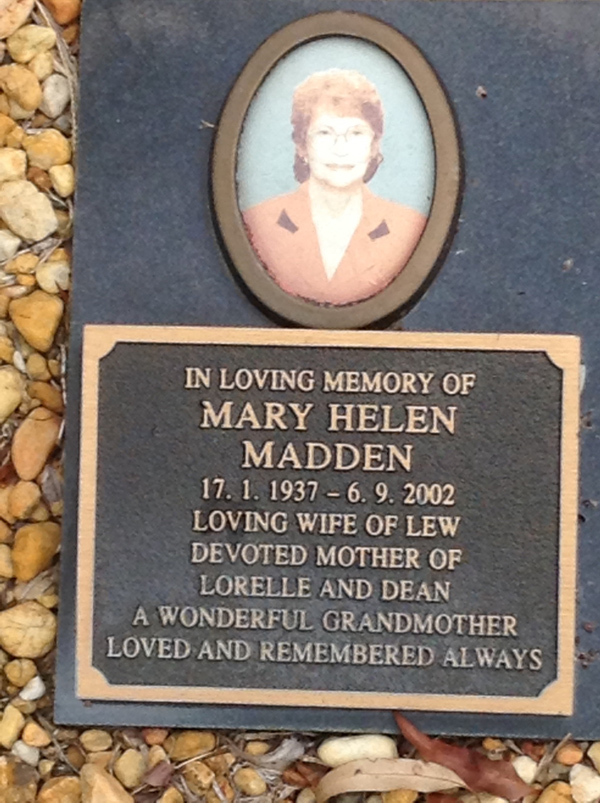 IN LOVING MEMORY OF
MARY HELEN
MADDEN
17. 1. 1937 – 6. 9. 2002
LOVING WIFE OF LEW
DEVOTED MOTHER OF
LORELLE AND DEAN
A WONDERFUL GRANDMOTHER
LOVED AND REMEMBERED ALWAYS